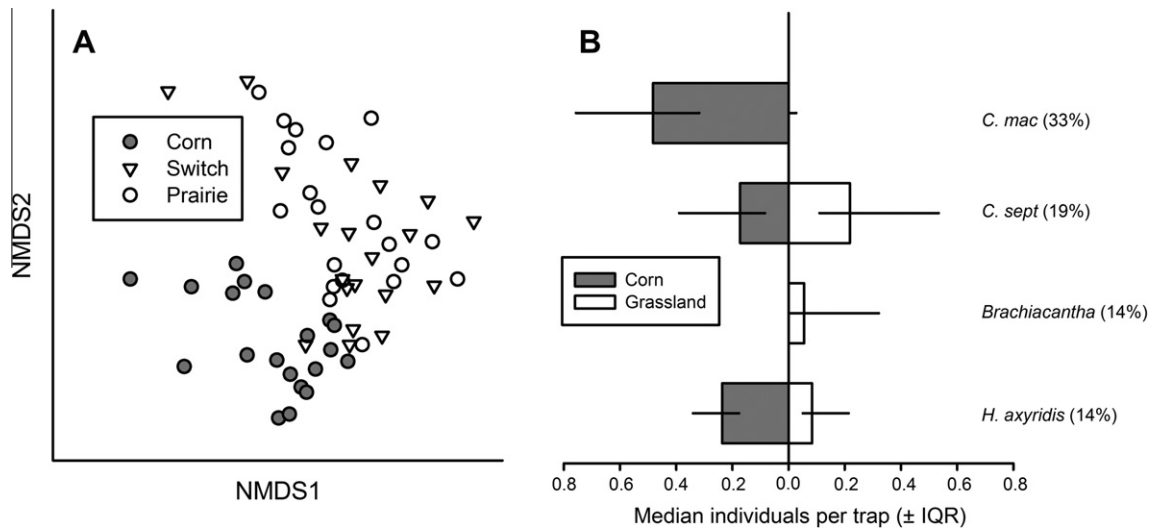 A
Corn
Switch
Prairie
NMDS2
NMDS1
B
C. mac (33%)
C. sept (19%)
Brachiacantha (14%)
H. axyridis (14%)
Corn
Grassland
0.8 0.6 0.4 0.2 0.0 0.2 0.4 0.6 0.8
Median individuals per trap (± IQR)